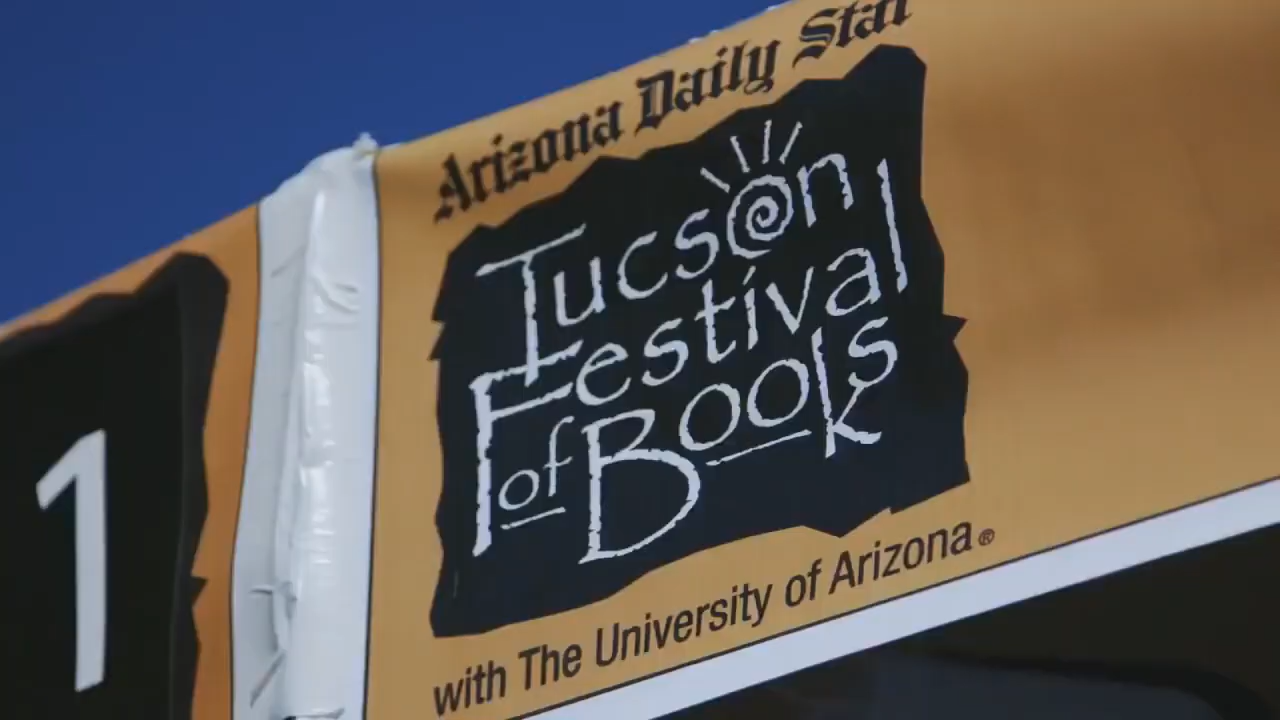 Arizona Daily Star
Tucson
Festival
of Books
with The University of Arizona®
1